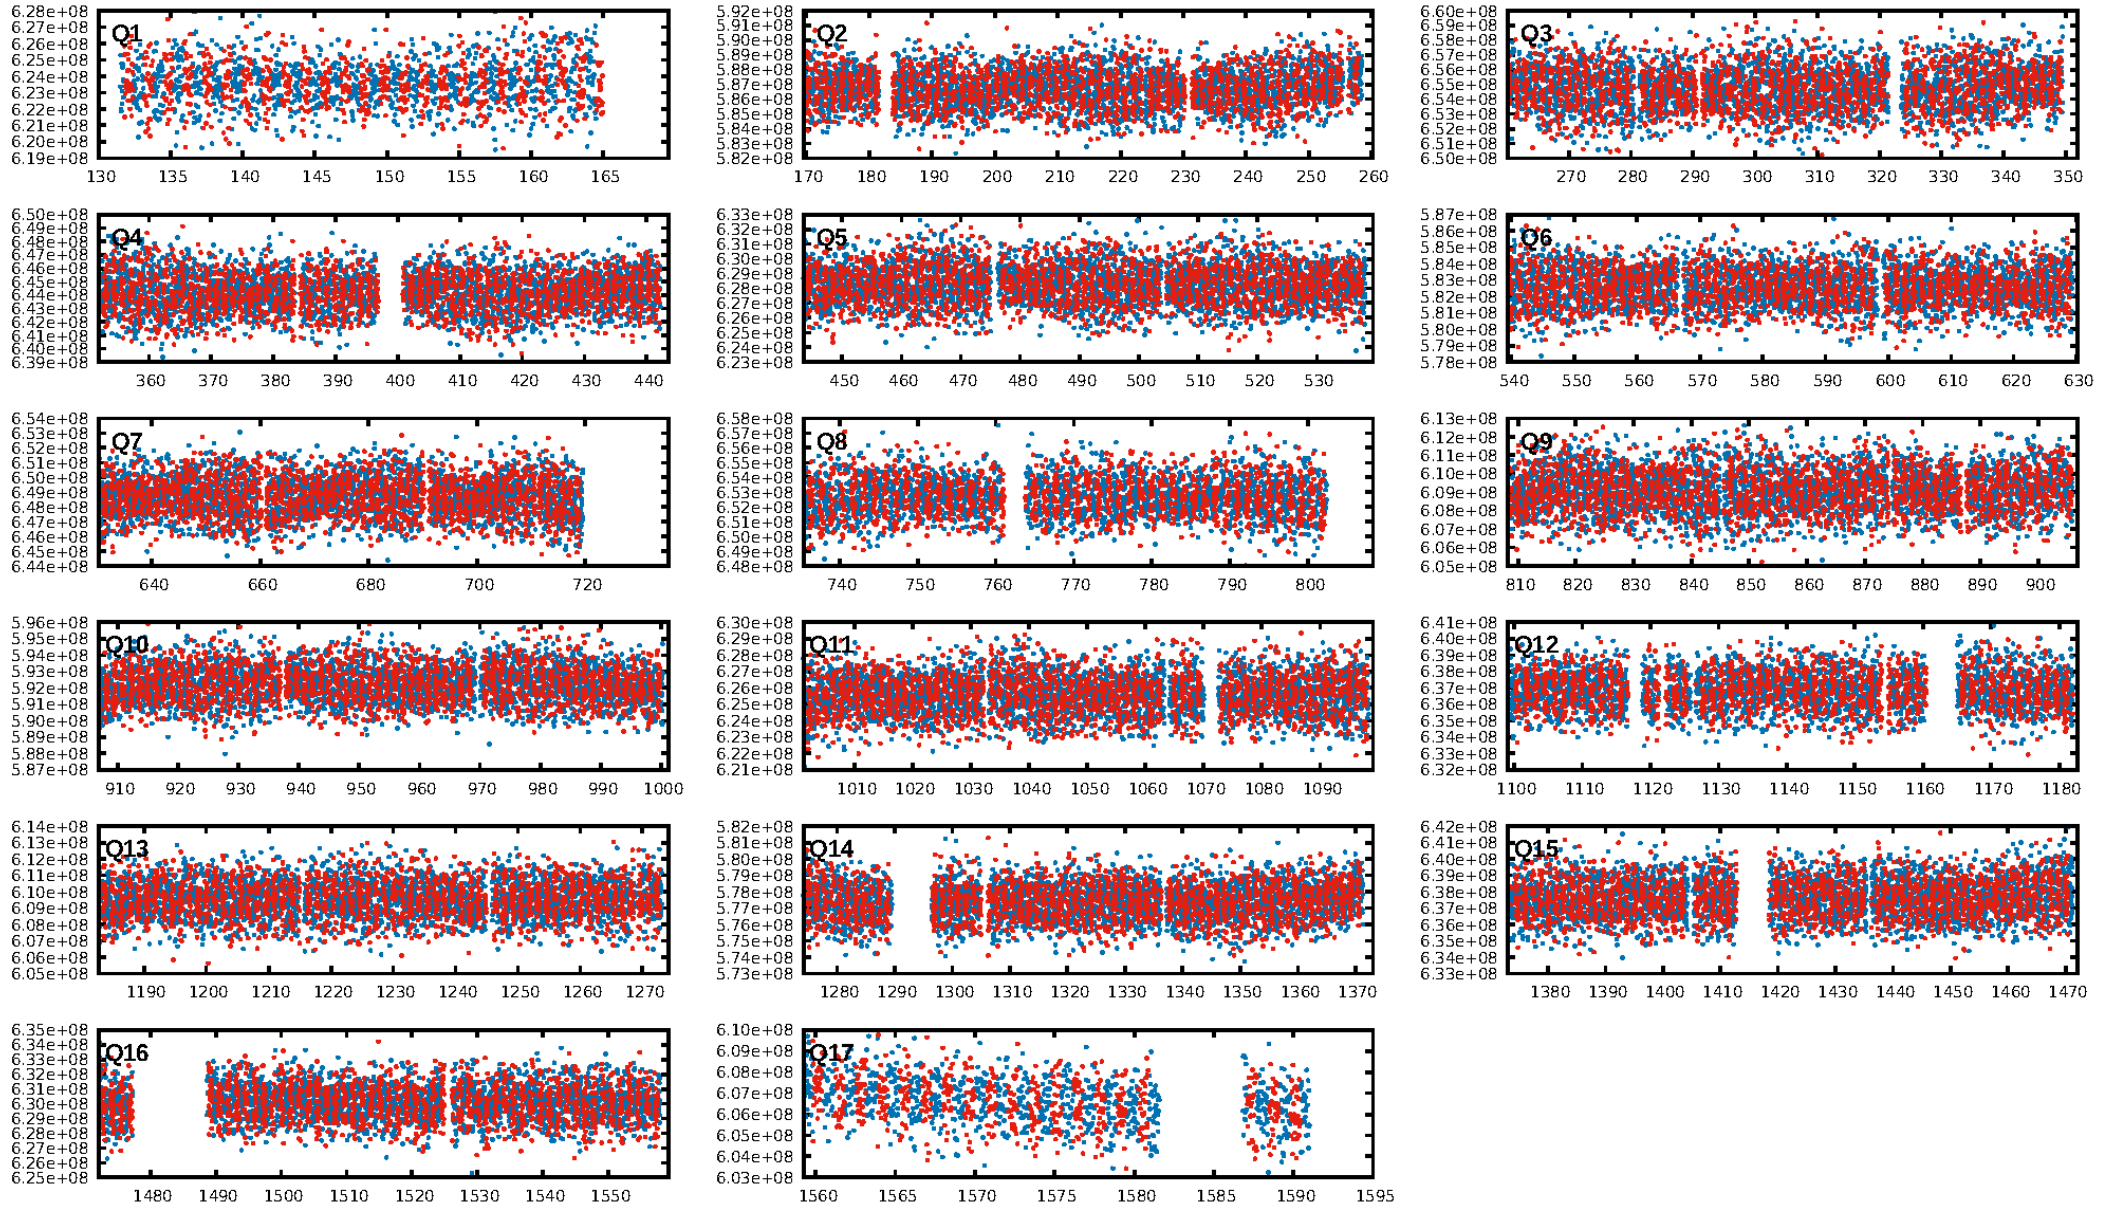 6.28e+08
6.27e+08
6.26e+08
6.25e+08
6.24e+08
6.23e+08
6.22e+08
6.21e+08
6.20e+08
6.19e+08
Q1
130 135 140 145 150 155 160 165
5.92e+08
5.91e+08
5.90e+08
5.89e+08
5.88e+08
5.87e+08
5.86e+08
5.85e+08
5.84e+08
5.83e+08
5.82e+08
Q2
170 180 190 200 210 220 230 240 250 260
6.60e+08
6.59e+08
6.58e+08
6.57e+08
6.56e+08
6.55e+08
6.54e+08
6.53e+08
6.52e+08
6.51e+08
6.50e+08
Q3
270 280 290 300 310 320 330 340 350
6.50e+08
6.49e+08
6.48e+08
6.47e+08
6.46e+08
6.45e+08
6.44e+08
6.43e+08
6.42e+08
6.41e+08
6.40e+08
6.39e+08
Q4
360 370 380 390 400 410 420 430 440
6.33e+08
6.32e+08
6.31e+08
6.30e+08
6.29e+08
6.28e+08
6.27e+08
6.26e+08
6.25e+08
6.24e+08
6.23e+08
Q5
450 460 470 480 490 500 510 520 530
5.87e+08
5.86e+08
5.85e+08
5.84e+08
5.83e+08
5.82e+08
5.81e+08
5.80e+08
5.79e+08
5.78e+08
Q6
540 550 560 570 580 590 600 610 620 630
6.54e+08
6.53e+08
6.52e+08
6.51e+08
6.50e+08
6.49e+08
6.48e+08
6.47e+08
6.46e+08
6.45e+08
6.44e+08
Q7
640 660 680 700 720
6.58e+08
6.57e+08
6.56e+08
6.55e+08
6.54e+08
6.53e+08
6.52e+08
6.51e+08
6.50e+08
6.49e+08
6.48e+08
Q8
740 750 760 770 780 790 800
6.13e+08
6.12e+08
6.11e+08
6.10e+08
6.09e+08
6.08e+08
6.07e+08
6.06e+08
6.05e+08
Q9
810 820 830 840 850 860 870 880 890 900
5.96e+08
5.95e+08
5.94e+08
5.93e+08
5.92e+08
5.91e+08
5.90e+08
5.89e+08
5.88e+08
5.87e+08
Q10
910 920 930 940 950 960 970 980 990 1000
6.30e+08
6.29e+08
6.28e+08
6.27e+08
6.26e+08
6.25e+08
6.24e+08
6.23e+08
6.22e+08
6.21e+08
Q11
1010 1020 1030 1040 1050 1060 1070 1080 1090
6.41e+08
6.40e+08
6.39e+08
6.38e+08
6.37e+08
6.36e+08
6.35e+08
6.34e+08
6.33e+08
6.32e+08
Q12
1100 1110 1120 1130 1140 1150 1160 1170 1180
6.14e+08
6.13e+08
6.12e+08
6.11e+08
6.10e+08
6.09e+08
6.08e+08
6.07e+08
6.06e+08
6.05e+08
Q13
1190 1200 1210 1220 1230 1240 1250 1260 1270
5.82e+08
5.81e+08
5.80e+08
5.79e+08
5.78e+08
5.77e+08
5.76e+08
5.75e+08
5.74e+08
5.73e+08
Q14
1280 1290 1300 1310 1320 1330 1340 1350 1360 1370
6.42e+08
6.41e+08
6.40e+08
6.39e+08
6.38e+08
6.37e+08
6.36e+08
6.35e+08
6.34e+08
6.33e+08
Q15
1380 1390 1400 1410 1420 1430 1440 1450 1460 1470
6.35e+08
6.34e+08
6.33e+08
6.32e+08
6.31e+08
6.30e+08
6.29e+08
6.28e+08
6.27e+08
6.26e+08
6.25e+08
Q16
1480 1490 1500 1510 1520 1530 1540 1550
6.10e+08
6.09e+08
6.08e+08
6.07e+08
6.06e+08
6.05e+08
6.04e+08
6.03e+08
Q17
1560 1565 1570 1575 1580 1585 1590 1595